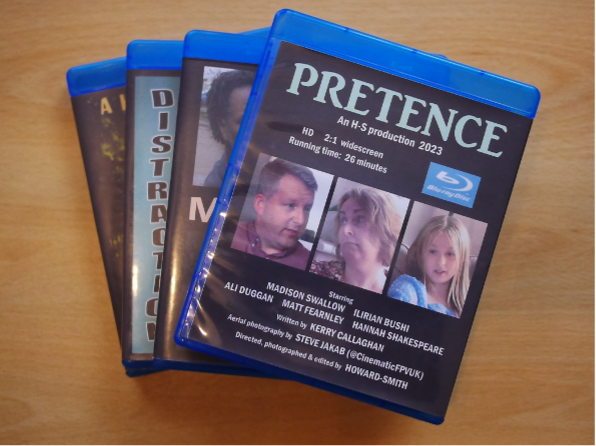 PRETENCE
An H-S production 2023
HD 2:1 widescreen
Running time: 26 minutes
Blu-ray Disc
Starring
MADISON SWALLOW ILIRIAN BUSHI
ALI DUGGAN MATT FEARNLEY HANNAH SHAKESPEARE
Written by KERRY CALLAGHAN
Aerial photography by STEVE JAKAB (@CinematicFPVUK)
Directed, photographed & edited by HOWARD-SMITH
M
DISTRACTION
A